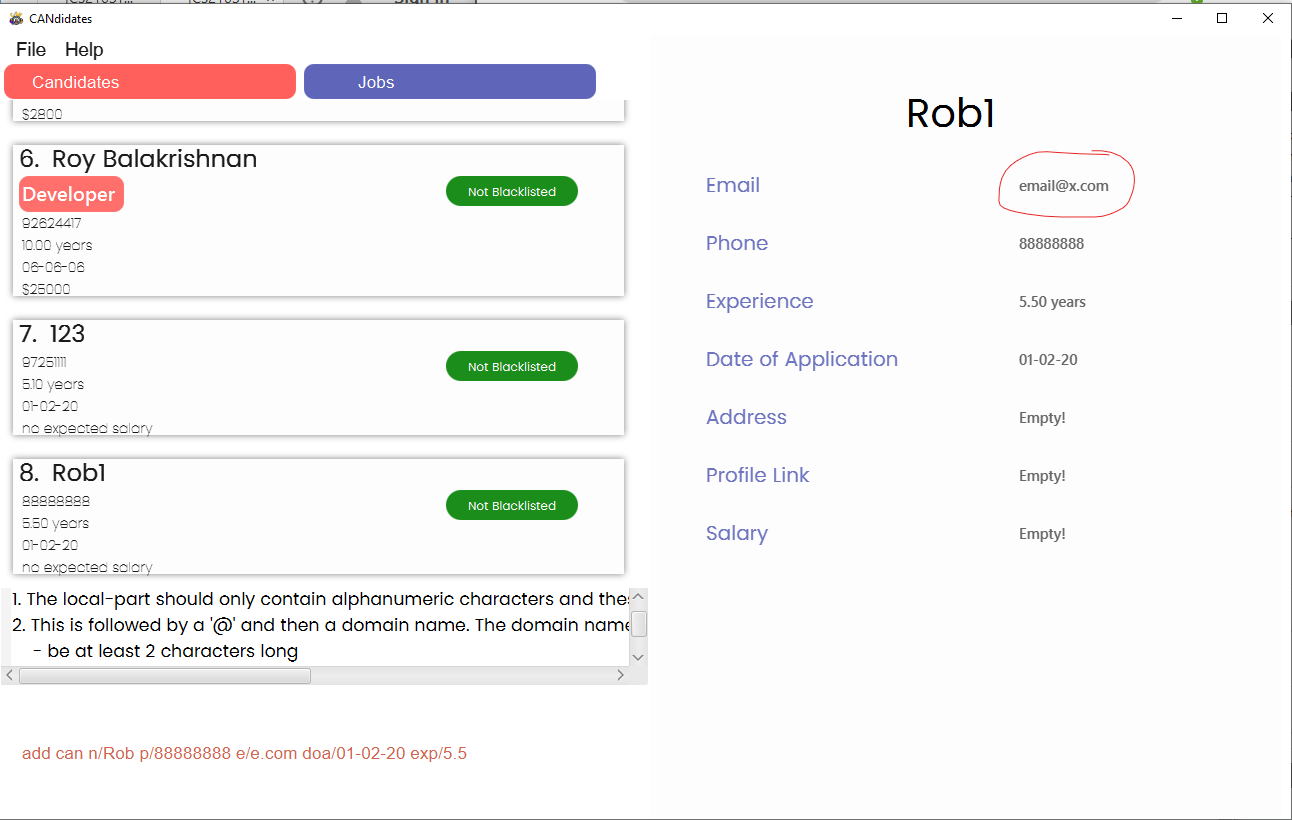 CANdidates
File Help
Candidates Jobs
$2800
6. Roy Balakrishnan
Developer
Not Blacklisted
92624417
10.00 years
06-06-06
$25000
7. 123
Not Blacklisted
97251111
5.10 years
01-02-20
no expected salary
8. Rob1
Not Blacklisted
88888888
5.50 years
01-02-20
no expected salary
1. The local-part should only contain alphanumeric characters and thes
2. This is followed by a '@' and then a domain name. The domain name
- be at least 2 characters long
add can n/Rob p/88888888 e/e.com doa/01-02-20 exp/5.5
Rob1
Email email@x.com
Phone 88888888
Experience 5.50 years
Date of Application 01-02-20
Address Empty!
Profile Link Empty!
Salary Empty!